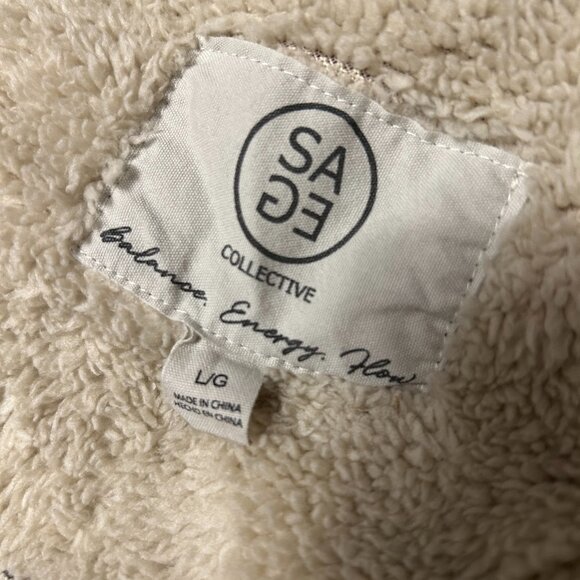 SA
GE
COLLECTIVE
Balance. Energy. Flow
L/G
MADE IN CHINA
HECHO EN CHINA